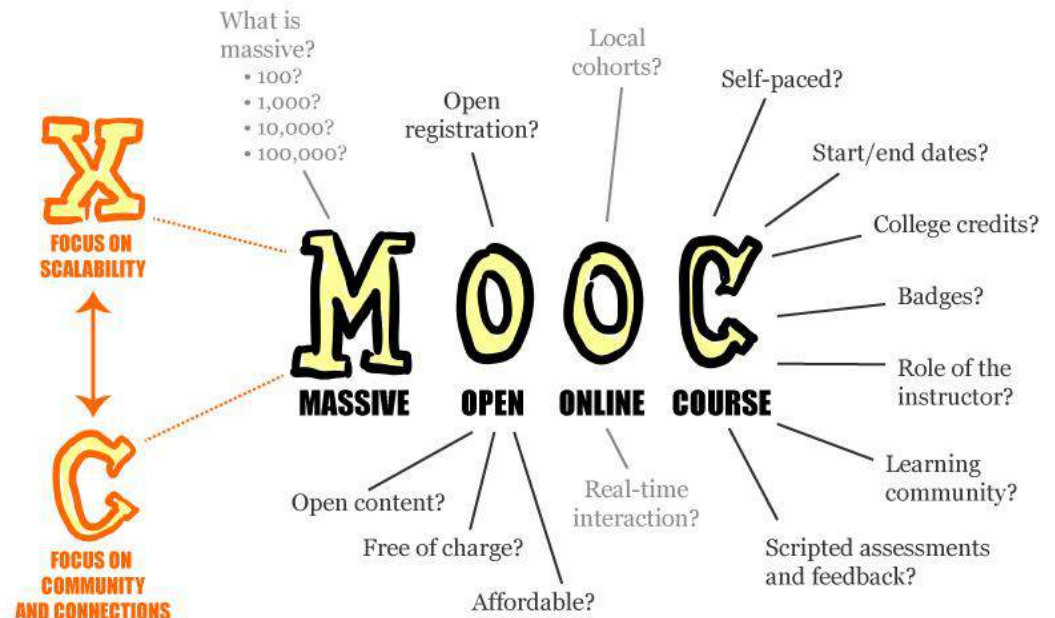 What is
massive?
• 100?
• 1,000?
• 10,000?
• 100,000?
Local
cohorts?
Self-paced?
Open
registration?
Start/end dates?
College credits?
Badges?
Role of the
instructor?
Learning
community?
Scripted assessments
and feedback?
X
FOCUS ON
SCALABILITY
C
FOCUS ON
COMMUNITY
AND CONNECTIONS
MOOC
MASSIVE OPEN ONLINE COURSE
Open content?
Free of charge?
Affordable?
Real-time
interaction?